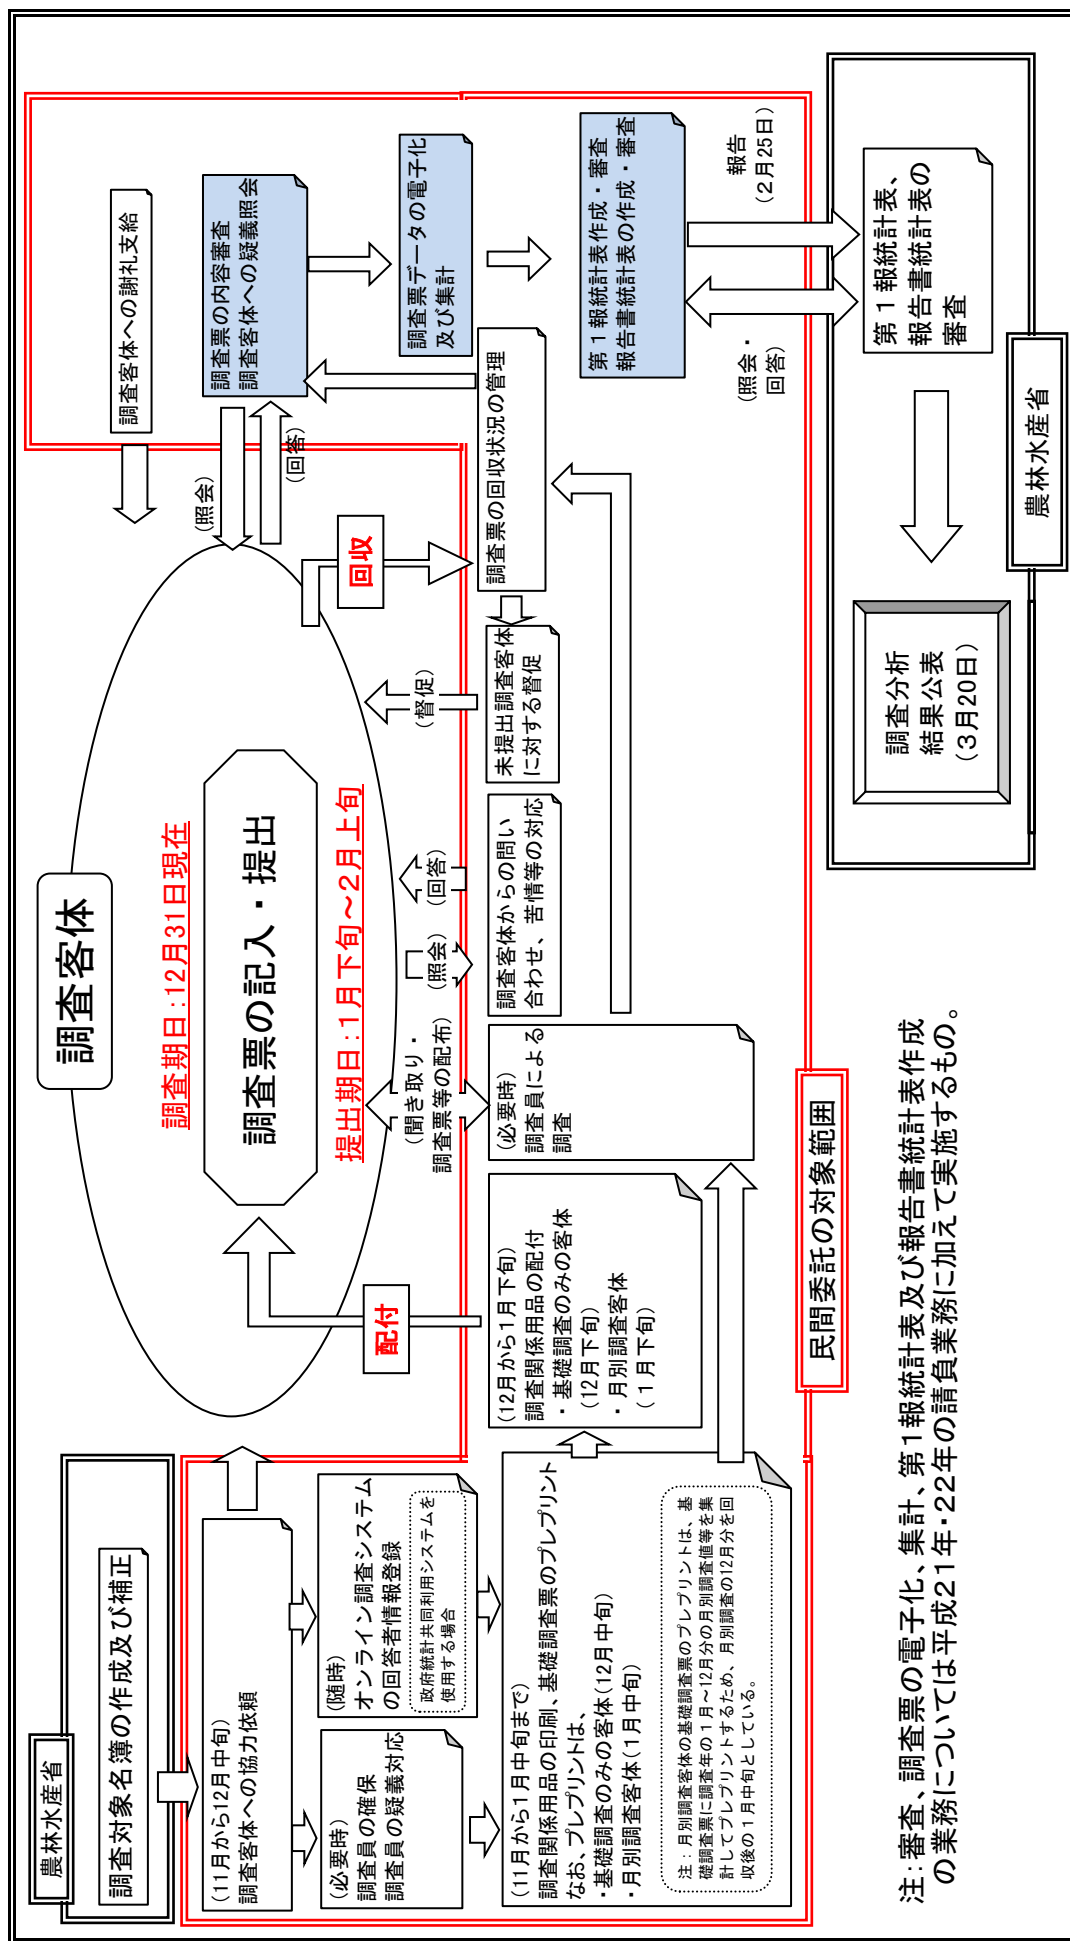 農林水産省
調査対象名簿の作成及び補正
(11月から12月中旬)
調査客体への協力依頼
(必要時)
調査員の確保
調査員の疑義対応
(随時)
オンライン調査システム
の回答者情報登録
政府統計共同利用システムを
使用する場合
(11月から1月中旬まで)
調査関係用品の印刷、基礎調査票のプレプリント
なお、プレプリントは、
・基礎調査のみの客体(12月中旬)
・月別調査客体(1月中旬)
注：月別調査客体の基礎調査票のプレプリントは、基
礎調査票に調査年の1月～12月分の月別調査値等を集
計してプレプリントするため、月別調査の12月分を回
収後の1月中旬としている。
調査客体
調査期日:12月31日現在
調査票の記入・提出
提出期日:1月下旬～2月上旬
配付
(12月から1月下旬)
調査関係用品の配付
・基礎調査のみの客体
(12月下旬)
・月別調査客体
(1月下旬)
(聞き取り・
調査票等の配布)
(必要時)
調査員による
調査
(照会)
(回答)
調査客体からの問い
合わせ、苦情等の対応
(督促)
未提出調査客体
に対する督促
回収
調査票の回収状況の管理
調査客体への謝礼支給
(照会)
(回答)
調査票の内容審査
調査客体への疑義照会
調査票データの電子化
及び集計
第1報統計表作成・審査
報告書統計表の作成・審査
(照会・
回答)
報告
(2月25日)
民間委託の対象範囲
第1報統計表、
報告書統計表の
審査
調査分析
結果公表
(3月20日)
農林水産省
注:審査、調査票の電子化、集計、第1報統計表及び報告書統計表作成
の業務については平成21年・22年の請負業務に加えて実施するもの。